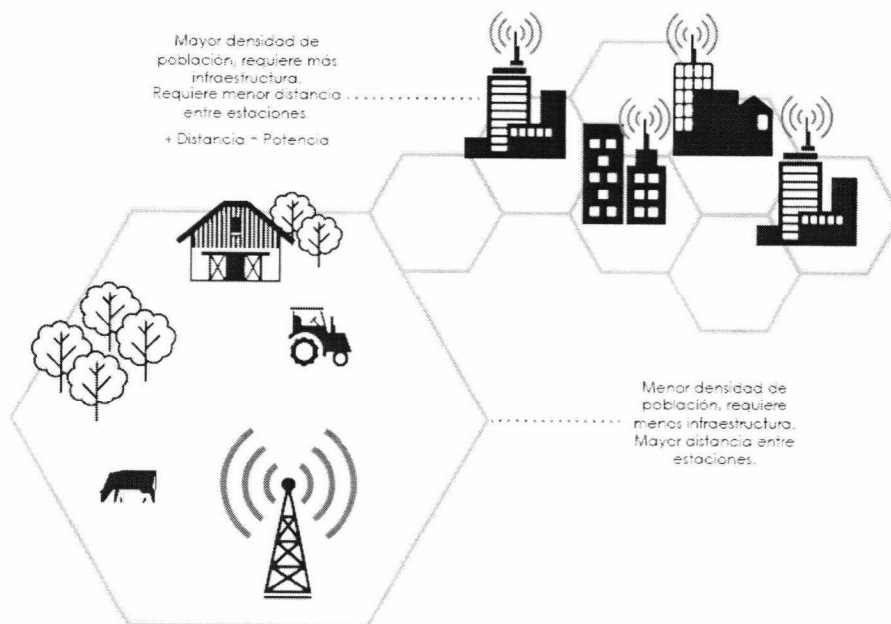 Mayor densidad de
población, requiere más
infraestructura.
Requiere menor distancia
entre estaciones.
+ Distancia = Potencia
Menor densidad de
población, requiere
menos infraestructura.
Mayor distancia entre
estaciones.